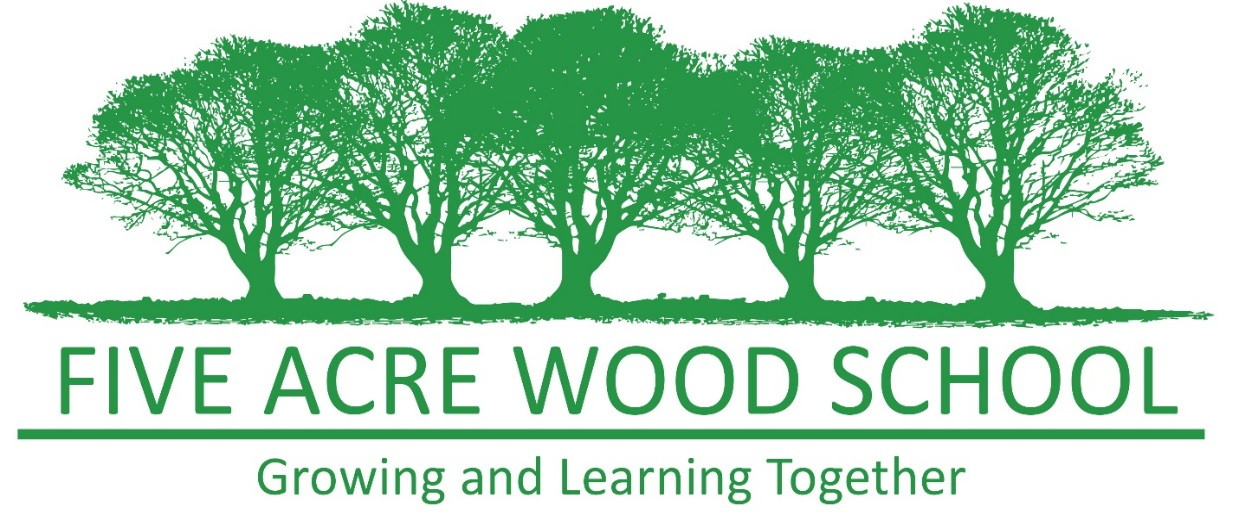 FIVE ACRE WOOD SCHOOL
Growing and Learning Together